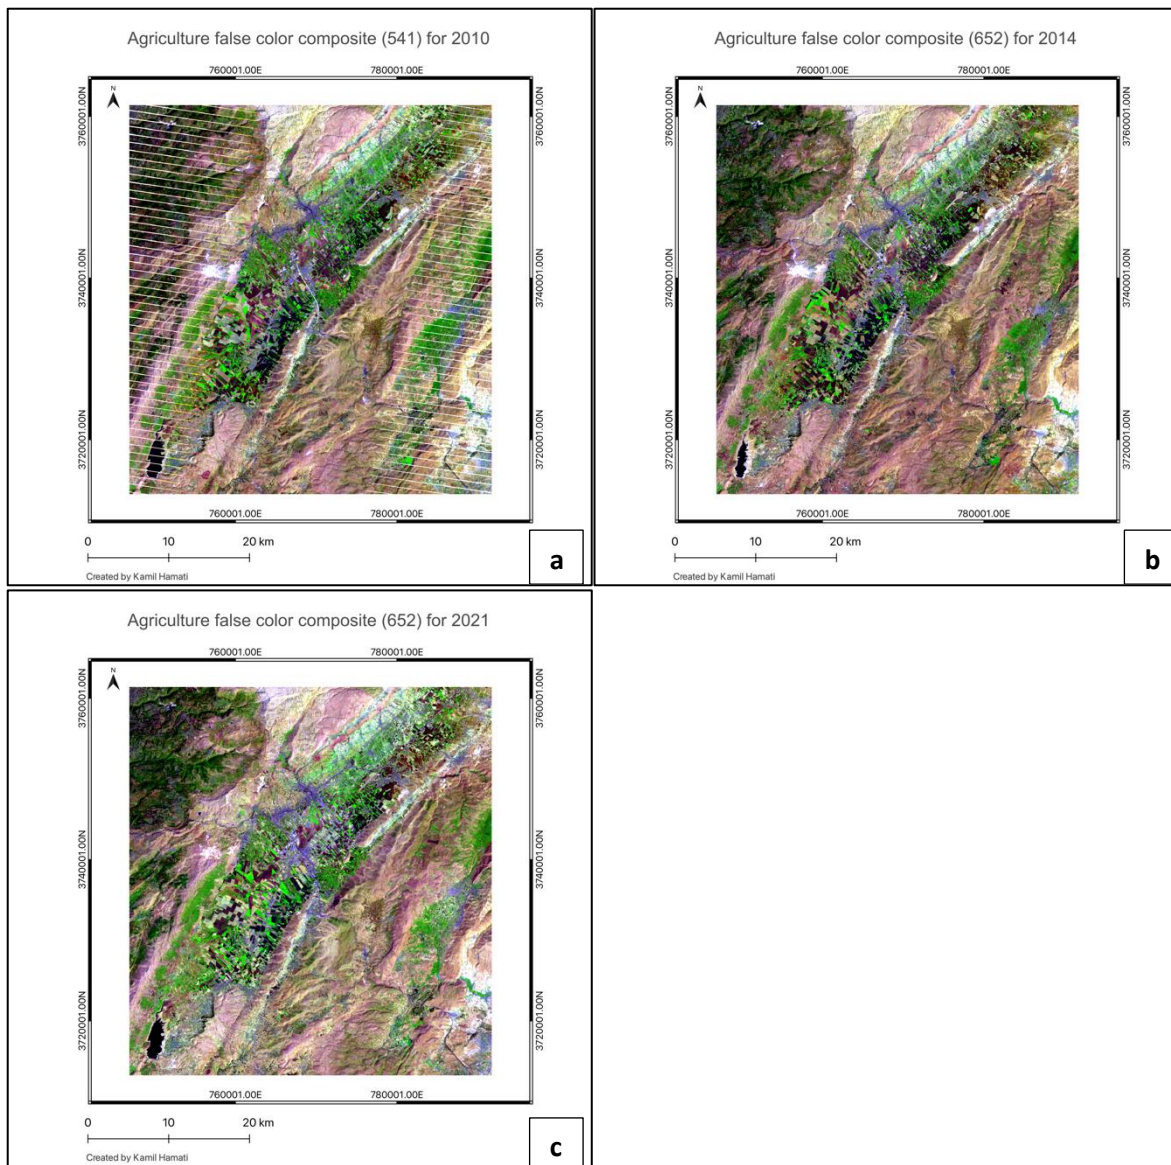 Agriculture false color composite (541) for 2010
N
760001.00E 780001.00E
3760001.00N 3760001.00N
3740001.00N 3740001.00N
3720001.00N 3720001.00N
760001.00E 780001.00E
0 10 20 km
Created by Kamil Hamati
a
Agriculture false color composite (652) for 2014
N
760001.00E 780001.00E
3760001.00N 3760001.00N
3740001.00N 3740001.00N
3720001.00N 3720001.00N
760001.00E 780001.00E
0 10 20 km
Created by Kamil Hamati
b
Agriculture false color composite (652) for 2021
N
760001.00E 780001.00E
3760001.00N 3760001.00N
3740001.00N 3740001.00N
3720001.00N 3720001.00N
760001.00E 780001.00E
0 10 20 km
Created by Kamil Hamati
c